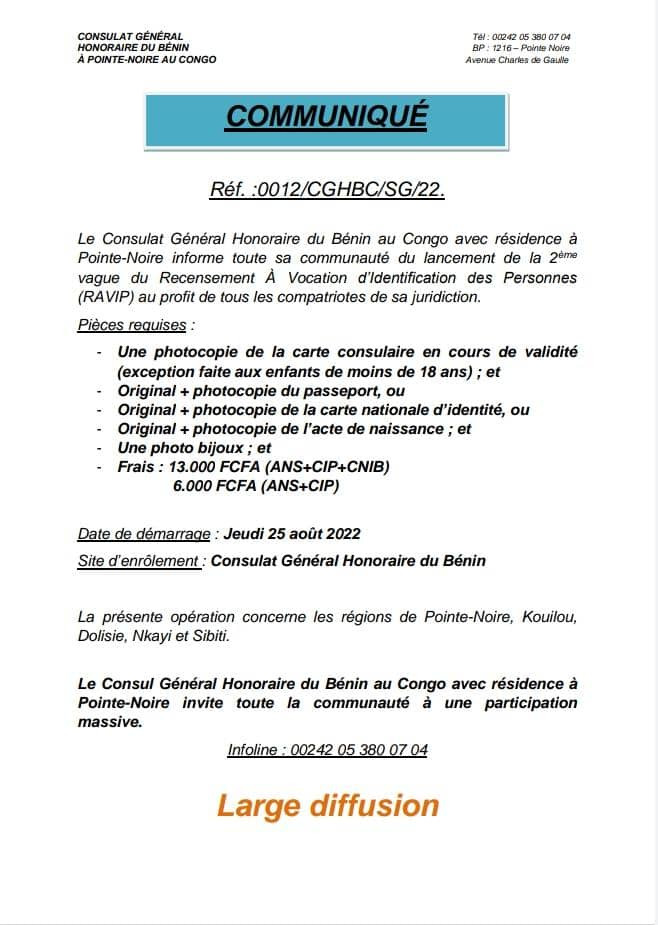 CONSULAT GÉNÉRAL
HONORAIRE DU BÉNIN
À POINTE-NOIRE AU CONGO
Tél : 00242 05 380 07 04
BP : 1216 – Pointe Noire
Avenue Charles de Gaulle
COMMUNIQUÉ
Réf. :0012/CGHBC/SG/22.
Le Consulat Général Honoraire du Bénin au Congo avec résidence à
Pointe-Noire informe toute sa communauté du lancement de la 2ème
vague du Recensement À Vocation d'Identification des Personnes
(RAVIP) au profit de tous les compatriotes de sa juridiction.
Pièces requises :
- Une photocopie de la carte consulaire en cours de validité
(exception faite aux enfants de moins de 18 ans) ; et
- Original + photocopie du passeport, ou
- Original + photocopie de la carte nationale d'identité, ou
- Original + photocopie de l'acte de naissance ; et
- Une photo bijoux ; et
- Frais : 13.000 FCFA (ANS+CIP+CNIB)
6.000 FCFA (ANS+CIP)
Date de démarrage : Jeudi 25 août 2022
Site d'enrôlement : Consulat Général Honoraire du Bénin
La présente opération concerne les régions de Pointe-Noire, Kouilou,
Dolisie, Nkayi et Sibiti.
Le Consul Général Honoraire du Bénin au Congo avec résidence à
Pointe-Noire invite toute la communauté à une participation
massive.
Infoline : 00242 05 380 07 04
Large diffusion